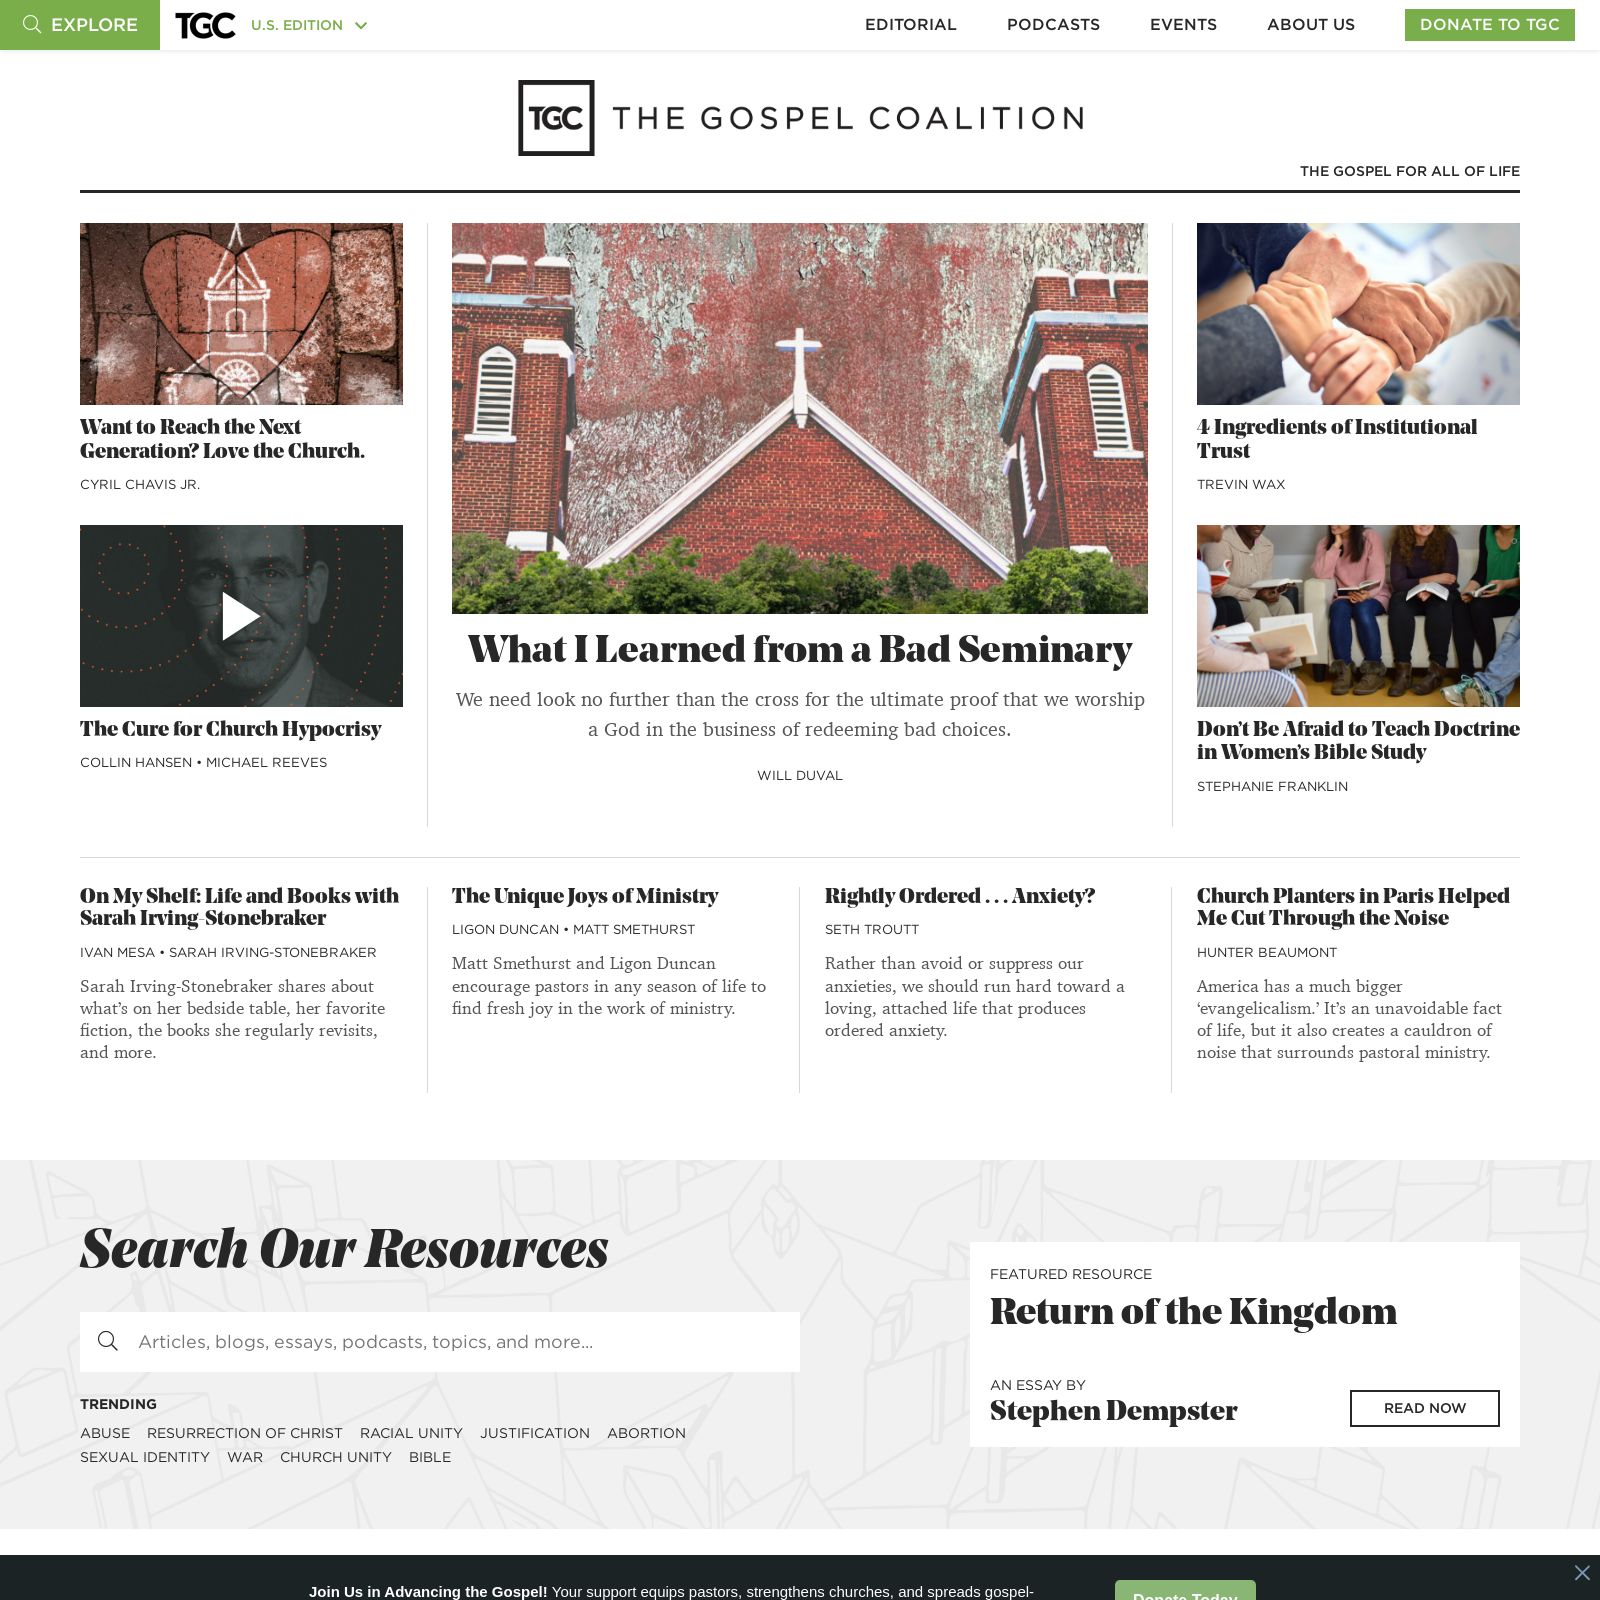 EXPLORE
TGC
U.S. EDITION
EDITORIAL
PODCASTS
EVENTS
ABOUT US
DONATE TO TGC
TGC
THE GOSPEL COALITION
THE GOSPEL FOR ALL OF LIFE
Want to Reach the Next
Generation? Love the Church.
CYRIL CHAVIS JR.
The Cure for Church Hypocrisy
COLLIN HANSEN • MICHAEL REEVES
What I Learned from a Bad Seminary
We need look no further than the cross for the ultimate proof that we worship
a God in the business of redeeming bad choices.
WILL DUVAL
4 Ingredients of Institutional
Trust
TREVIN WAX
Don’t Be Afraid to Teach Doctrine
in Women’s Bible Study
STEPHANIE FRANKLIN
On My Shelf: Life and Books with
Sarah Irving-Stonebraker
IVAN MESA • SARAH IRVING-STONEBRAKER
Sarah Irving-Stonebraker shares about
what’s on her bedside table, her favorite
fiction, the books she regularly revisits,
and more.
The Unique Joys of Ministry
LIGON DUNCAN • MATT SMETHURST
Matt Smethurst and Ligon Duncan
encourage pastors in any season of life to
find fresh joy in the work of ministry.
Rightly Ordered . . . Anxiety?
SETH TROUTT
Rather than avoid or suppress our
anxieties, we should run hard toward a
loving, attached life that produces
ordered anxiety.
Church Planters in Paris Helped
Me Cut Through the Noise
HUNTER BEAUMONT
America has a much bigger
‘evangelicalism.’ It’s an unavoidable fact
of life, but it also creates a cauldron of
noise that surrounds pastoral ministry.
Search Our Resources
Articles, blogs, essays, podcasts, topics, and more...
TRENDING
ABUSE RESURRECTION OF CHRIST RACIAL UNITY JUSTIFICATION ABORTION
SEXUAL IDENTITY WAR CHURCH UNITY BIBLE
FEATURED RESOURCE
Return of the Kingdom
AN ESSAY BY
Stephen Dempster
READ NOW
Join Us in Advancing the Gospel! Your support equips pastors, strengthens churches, and spreads gospel-
Donate Today